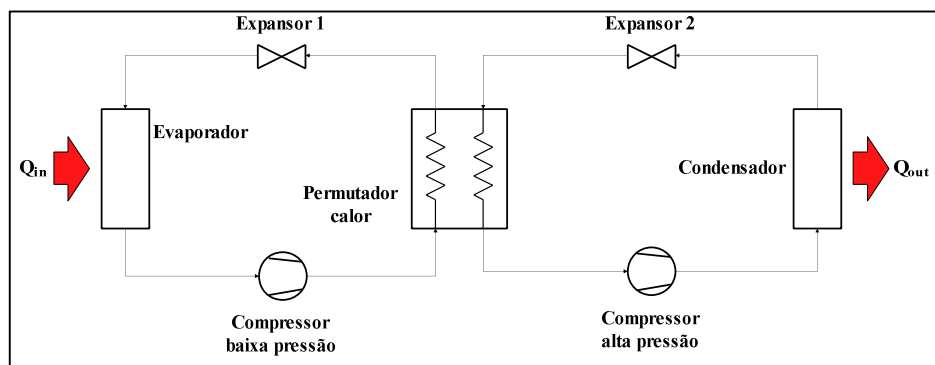 Expansor 1
Expansor 2
Evaporador
Qin
Permutador
calor
Condensador
Qout
Compressor
baixa pressão
Compressor
alta pressão